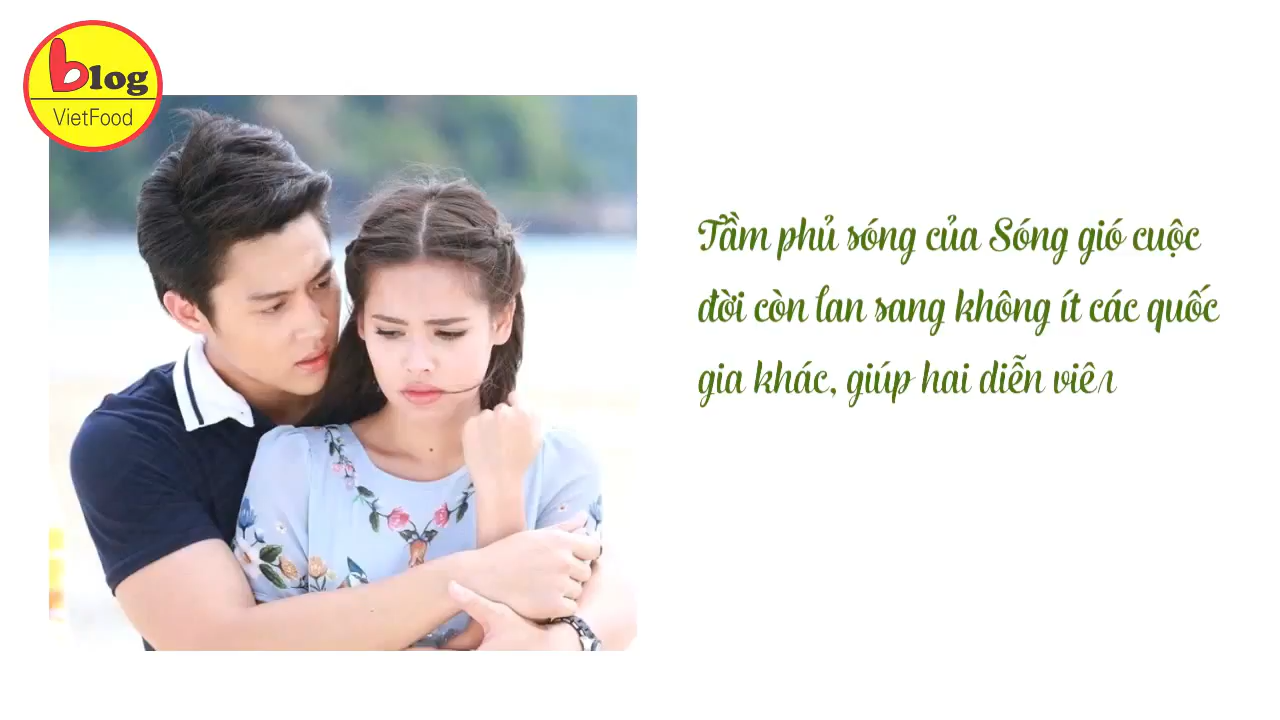 blog
VietFood
Tầm phủ sóng của Sóng gió cuộc
đời còn lan sang không ít các quốc
gia khác, giúp hai diễn viên